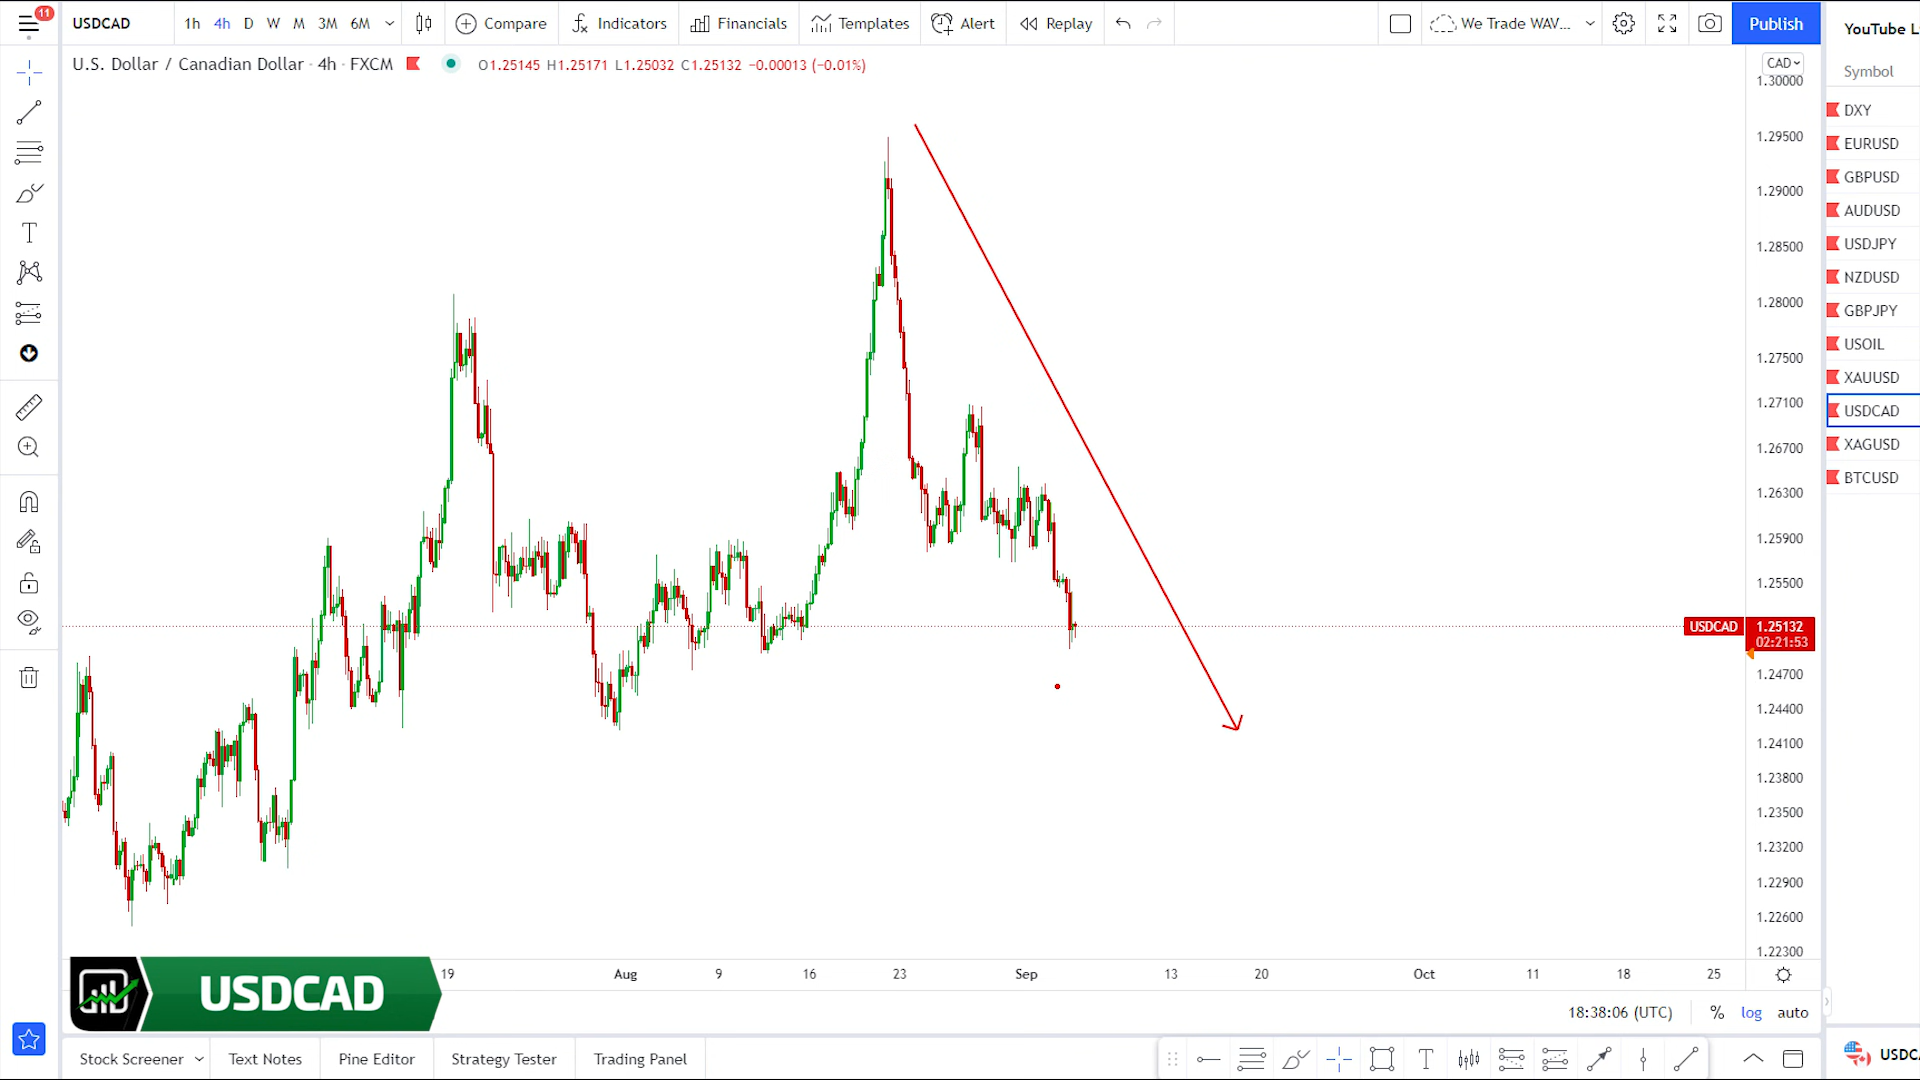 11
USDCAD
1h 4h D W M 3M 6M
Compare
Indicators
Financials
Templates
Alert
Replay
We Trade WAV...
Publish
U.S. Dollar / Canadian Dollar · 4h · FXCM
O1.25145 H1.25171 L1.25032 C1.25132 −0.00013 (−0.01%)
CAD
1.30000
1.29500
1.29000
1.28500
1.28000
1.27500
1.27100
1.26700
1.26300
1.25900
1.25500
USDCAD
1.25132
02:21:53
1.24700
1.24400
1.24100
1.23800
1.23500
1.23200
1.22900
1.22600
1.22300
Symbol
DXY
EURUSD
GBPUSD
AUDUSD
USDJPY
NZDUSD
GBPJPY
USOIL
XAUUSD
USDCAD
XAGUSD
BTCUSD
19 Aug 9 16 23 Sep 13 20 Oct 11 18 25
USDCAD
18:38:06 (UTC)
% log auto
Stock Screener
Text Notes
Pine Editor
Strategy Tester
Trading Panel